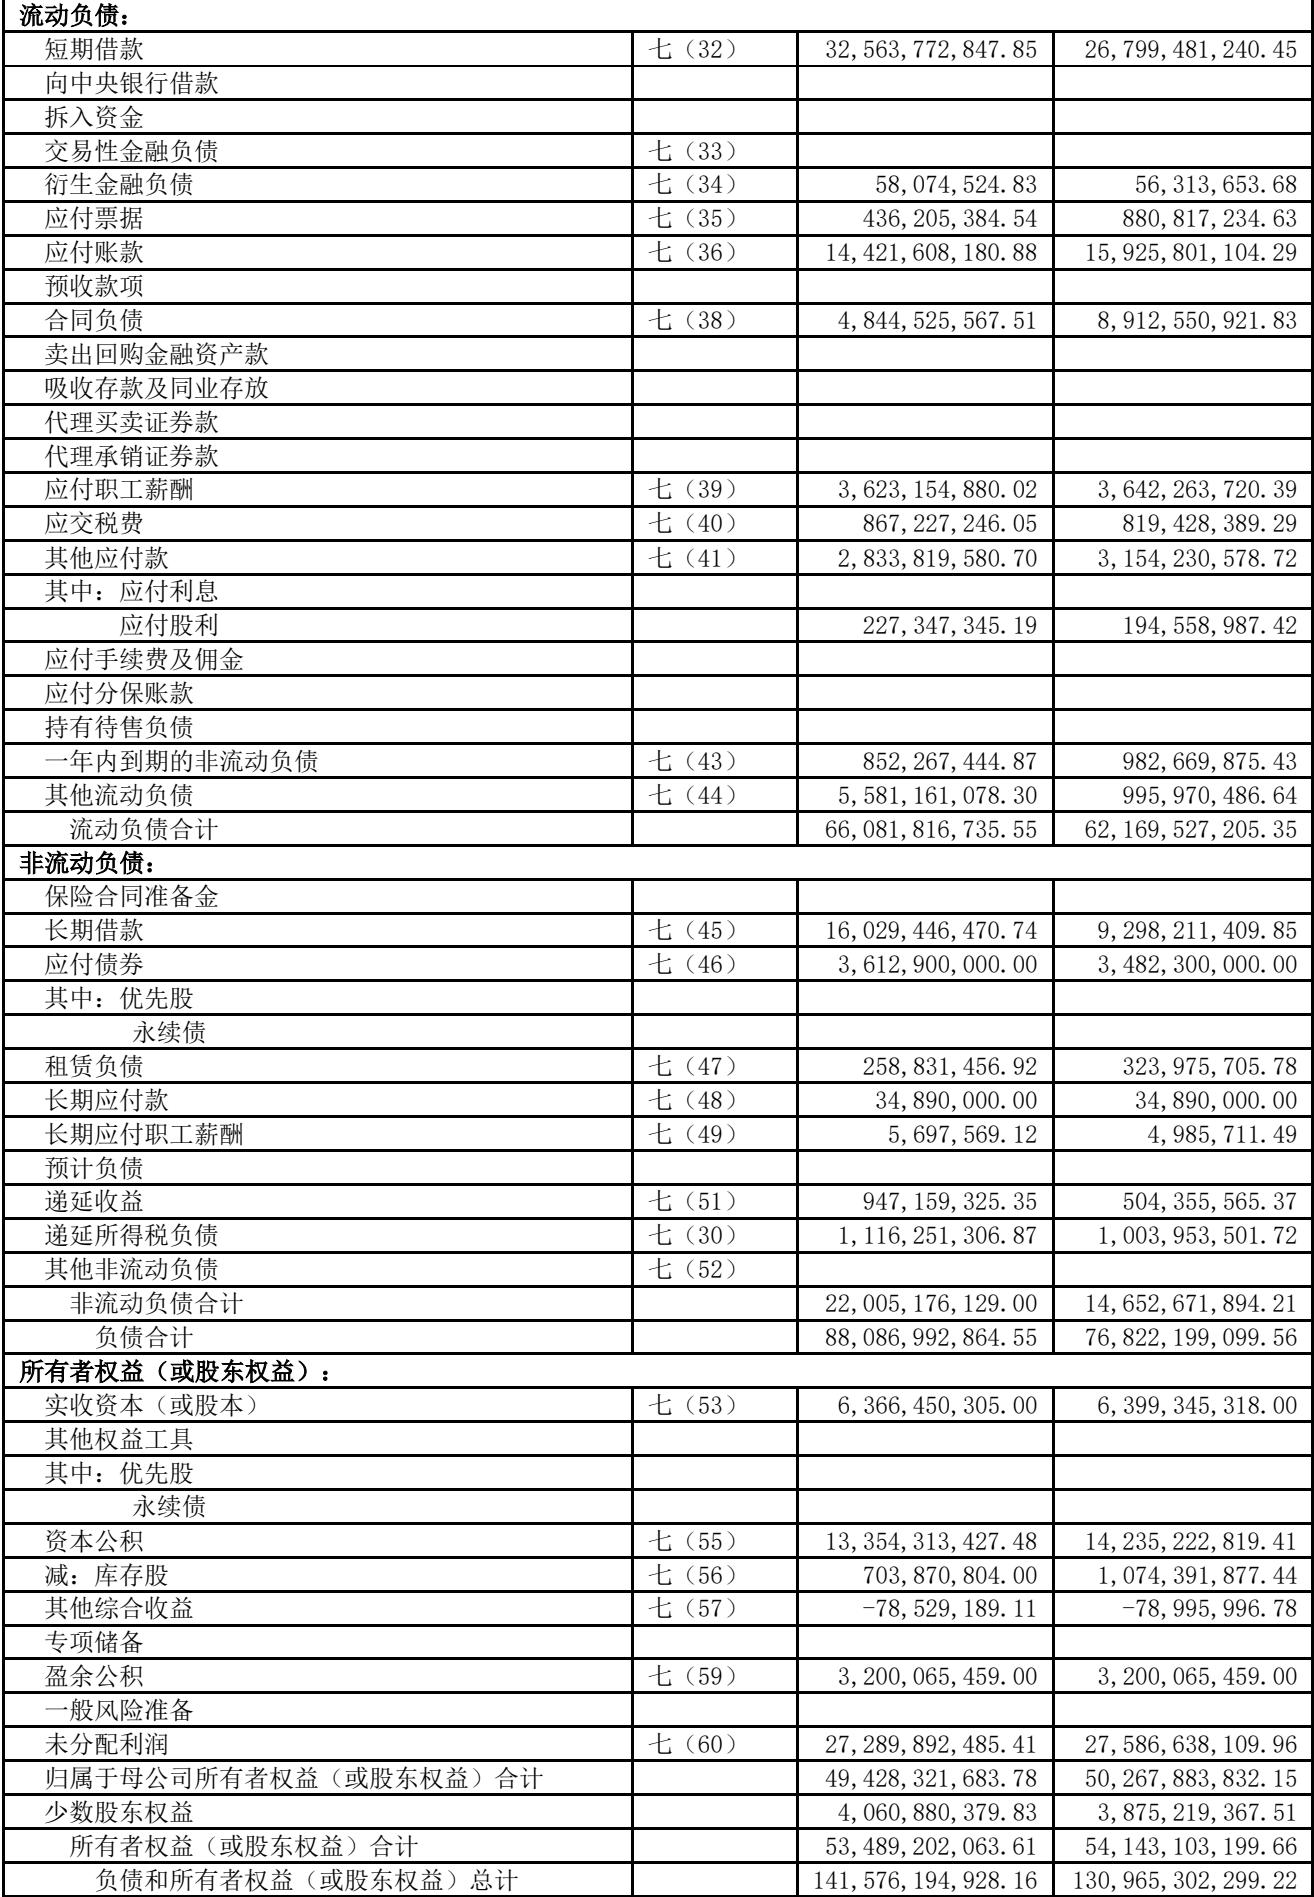 流动负债：
短期借款 七（32） 32,563,772,847.85 26,799,481,240.45
向中央银行借款
拆入资金
交易性金融负债 七（33）
衍生金融负债 七（34） 58,074,524.83 56,313,653.68
应付票据 七（35） 436,205,384.54 880,817,234.63
应付账款 七（36） 14,421,608,180.88 15,925,801,104.29
预收款项
合同负债 七（38） 4,844,525,567.51 8,912,550,921.83
卖出回购金融资产款
吸收存款及同业存放
代理买卖证券款
代理承销证券款
应付职工薪酬 七（39） 3,623,154,880.02 3,642,263,720.39
应交税费 七（40） 867,227,246.05 819,428,389.29
其他应付款 七（41） 2,833,819,580.70 3,154,230,578.72
其中：应付利息
应付股利 227,347,345.19 194,558,987.42
应付手续费及佣金
应付分保账款
持有待售负债
一年内到期的非流动负债 七（43） 852,267,444.87 982,669,875.43
其他流动负债 七（44） 5,581,161,078.30 995,970,486.64
流动负债合计 66,081,816,735.55 62,169,527,205.35
非流动负债：
保险合同准备金
长期借款 七（45） 16,029,446,470.74 9,298,211,409.85
应付债券 七（46） 3,612,900,000.00 3,482,300,000.00
其中：优先股
永续债
租赁负债 七（47） 258,831,456.92 323,975,705.78
长期应付款 七（48） 34,890,000.00 34,890,000.00
长期应付职工薪酬 七（49） 5,697,569.12 4,985,711.49
预计负债
递延收益 七（51） 947,159,325.35 504,355,565.37
递延所得税负债 七（30） 1,116,251,306.87 1,003,953,501.72
其他非流动负债 七（52）
非流动负债合计 22,005,176,129.00 14,652,671,894.21
负债合计 88,086,992,864.55 76,822,199,099.56
所有者权益（或股东权益）：
实收资本（或股本） 七（53） 6,366,450,305.00 6,399,345,318.00
其他权益工具
其中：优先股
永续债
资本公积 七（55） 13,354,313,427.48 14,235,222,819.41
减：库存股 七（56） 703,870,804.00 1,074,391,877.44
其他综合收益 七（57） -78,529,189.11 -78,995,996.78
专项储备
盈余公积 七（59） 3,200,065,459.00 3,200,065,459.00
一般风险准备
未分配利润 七（60） 27,289,892,485.41 27,586,638,109.96
归属于母公司所有者权益（或股东权益）合计 49,428,321,683.78 50,267,883,832.15
少数股东权益 4,060,880,379.83 3,875,219,367.51
所有者权益（或股东权益）合计 53,489,202,063.61 54,143,103,199.66
负债和所有者权益（或股东权益）总计 141,576,194,928.16 130,965,302,299.22